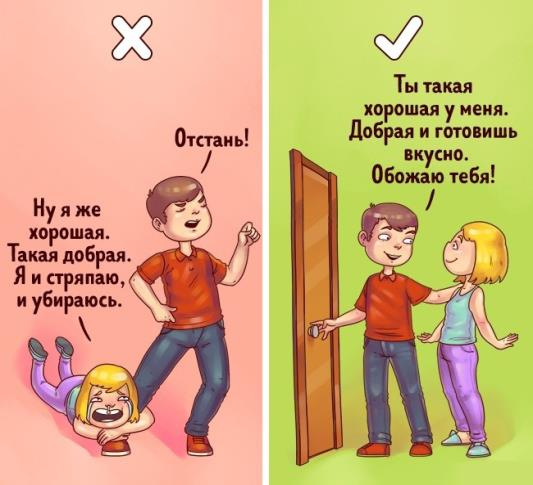 Отстань!
Ну я же
хорошая.
Такая добрая.
Я и стряпаю,
и убираюсь.
Ты такая
хорошая у меня.
Добрая и готовишь
вкусно.
Обожаю тебя!